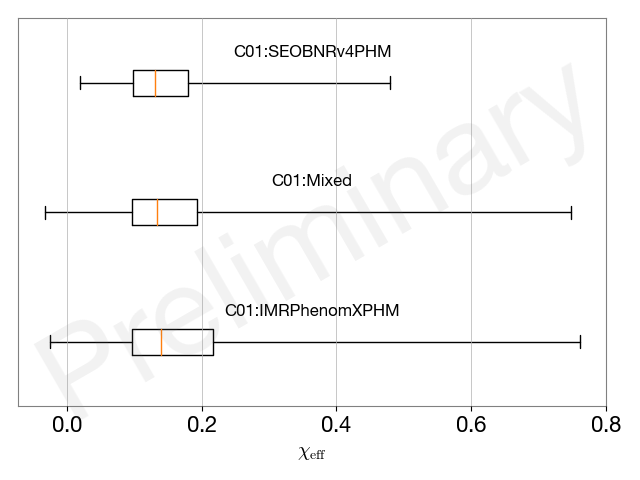 C01:SEOBNRv4PHM
C01:Mixed
C01:IMRPhenomXPHM
Preliminary
0.0 0.2 0.4 0.6 0.8
χeff